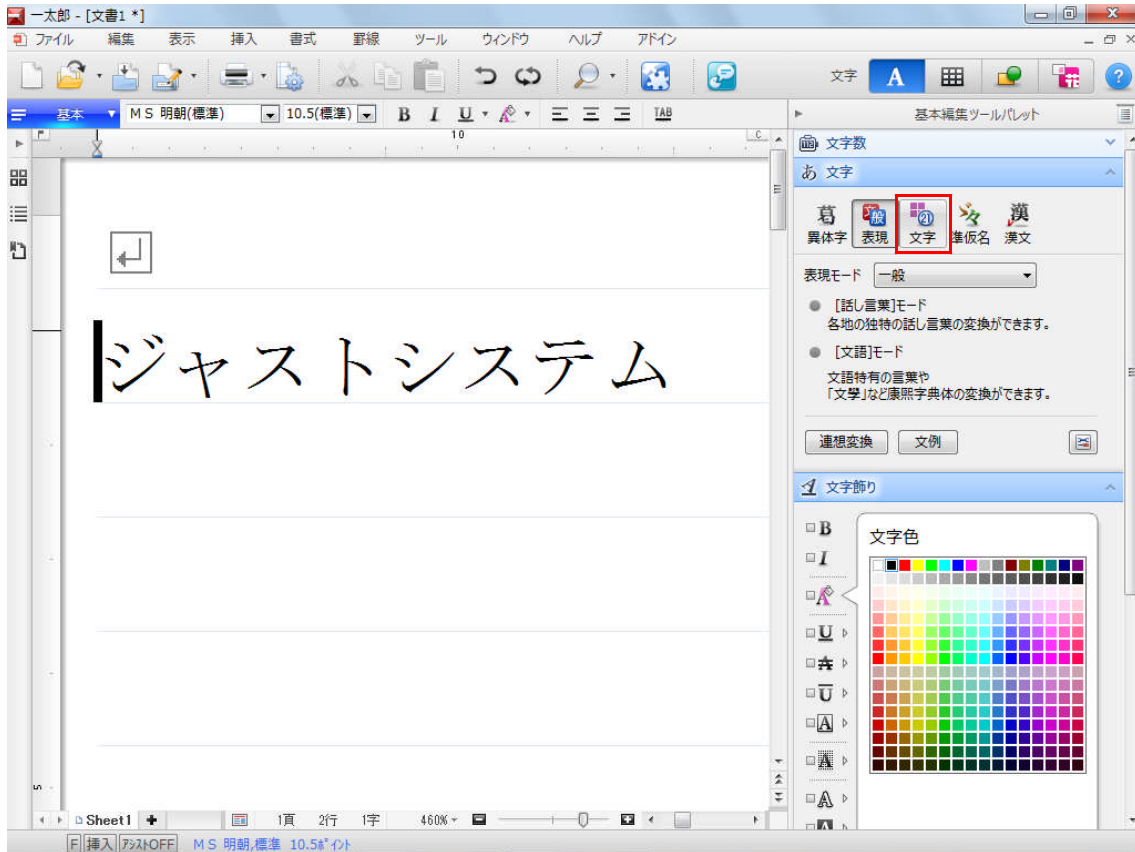 一太郎 - [文書1 *]
ファイル 編集 表示 挿入 書式 罫線 ツール ウィンドウ ヘルプ アドイン
文字 A 花 ?
基本 MS 明朝(標準) 10.5(標準) B I U TAB
基本編集ツールパレット
10
C
文字数
あ 文字
葛 般 21 々 漢
異体字 表現 文字 準仮名 漢文
表現モード 一般
[話し言葉]モード
各地の独特の話し言葉の変換ができます。
[文語]モード
文語特有の言葉や
「文學」など康煕字典体の変換ができます。
連想変換 文例
ジャストシステム
文字飾り
B
文字色
I
U
A
U
A
A
A
A
5
Sheet1 1頁 2行 1字 460%
F 挿入 アシストOFF MS 明朝,標準 10.5ポイント